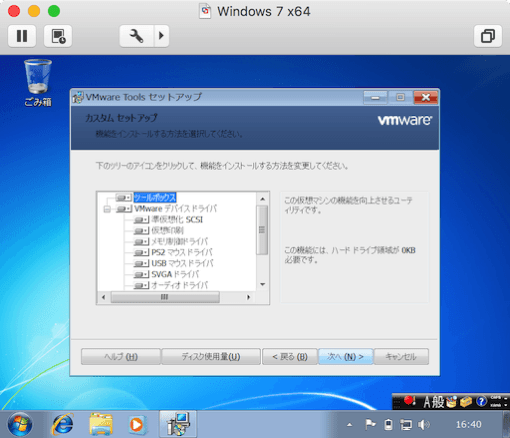 Windows 7 x64
ごみ箱
VMware Tools セットアップ
カスタム セットアップ
機能をインストールする方法を選択してください。
vmware
下のツリーのアイコンをクリックして、機能をインストールする方法を変更してください。
ツールボックス
VMware デバイスドライバ
準仮想化 SCSI
仮想印刷
メモリ制御ドライバ
PS2 マウスドライバ
USB マウスドライバ
SVGA ドライバ
オーディオドライバ
この仮想マシンの機能を向上させるユーティリ
ティです。
この機能には、ハード ドライブ領域が 0KB
必要です。
ヘルプ (H)
ディスク使用量(U)
< 戻る (B)
次へ (N) >
キャンセル
A 般
CAPS
KANA
16:40